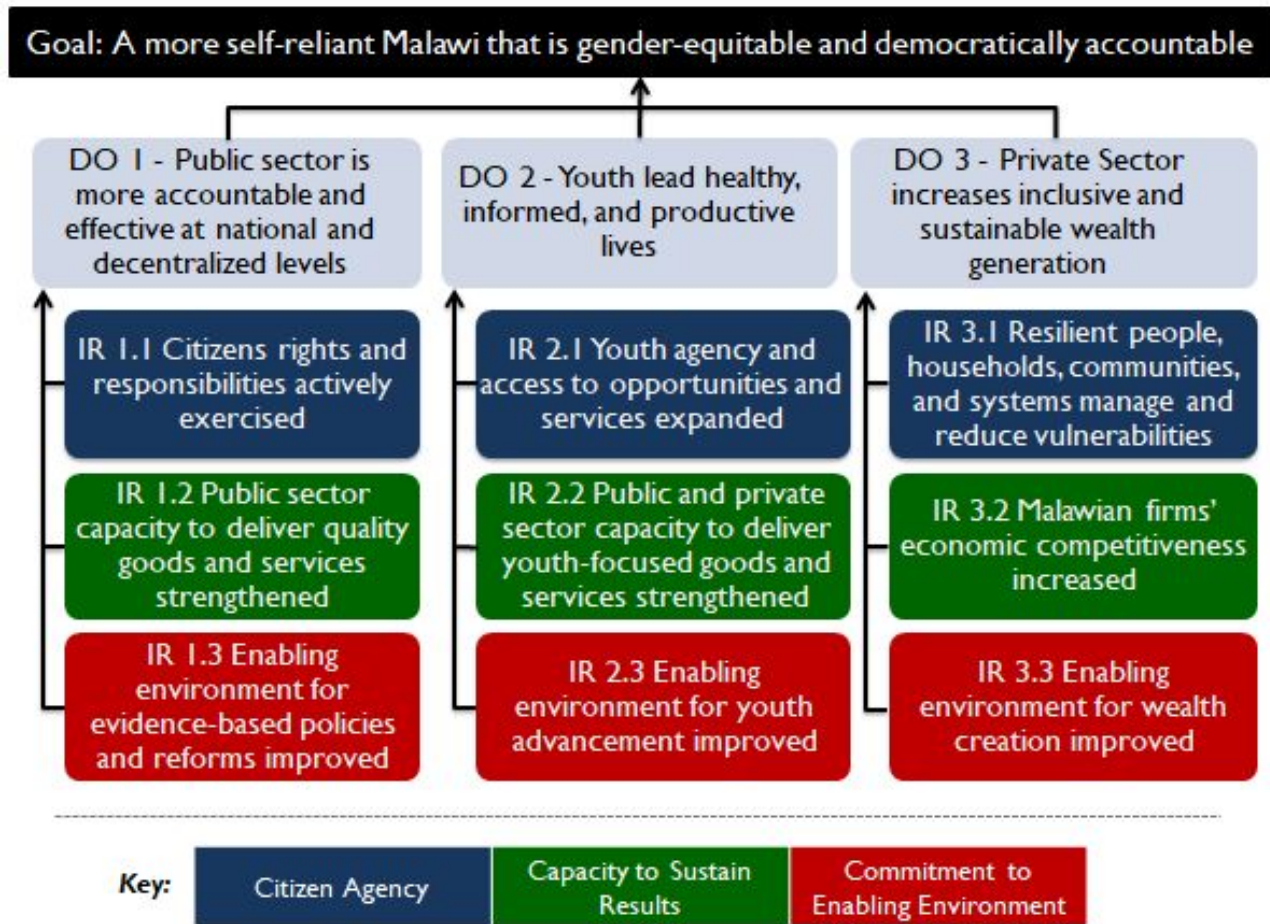 Goal: A more self-reliant Malawi that is gender-equitable and democratically accountable
DO 1 - Public sector is
more accountable and
effective at national and
decentralized levels
DO 2 - Youth lead healthy,
informed, and productive
lives
DO 3 - Private Sector
increases inclusive and
sustainable wealth
generation
IR 1.1 Citizens rights and
responsibilities actively
exercised
IR 2.1 Youth agency and
access to opportunities and
services expanded
IR 3.1 Resilient people,
households, communities,
and systems manage and
reduce vulnerabilities
IR 1.2 Public sector
capacity to deliver quality
goods and services
strengthened
IR 2.2 Public and private
sector capacity to deliver
youth-focused goods and
services strengthened
IR 3.2 Malawian firms'
economic competitiveness
increased
IR 1.3 Enabling
environment for
evidence-based policies
and reforms improved
IR 2.3 Enabling
environment for youth
advancement improved
IR 3.3 Enabling
environment for wealth
creation improved
Key:
Citizen Agency
Capacity to Sustain
Results
Commitment to
Enabling Environment